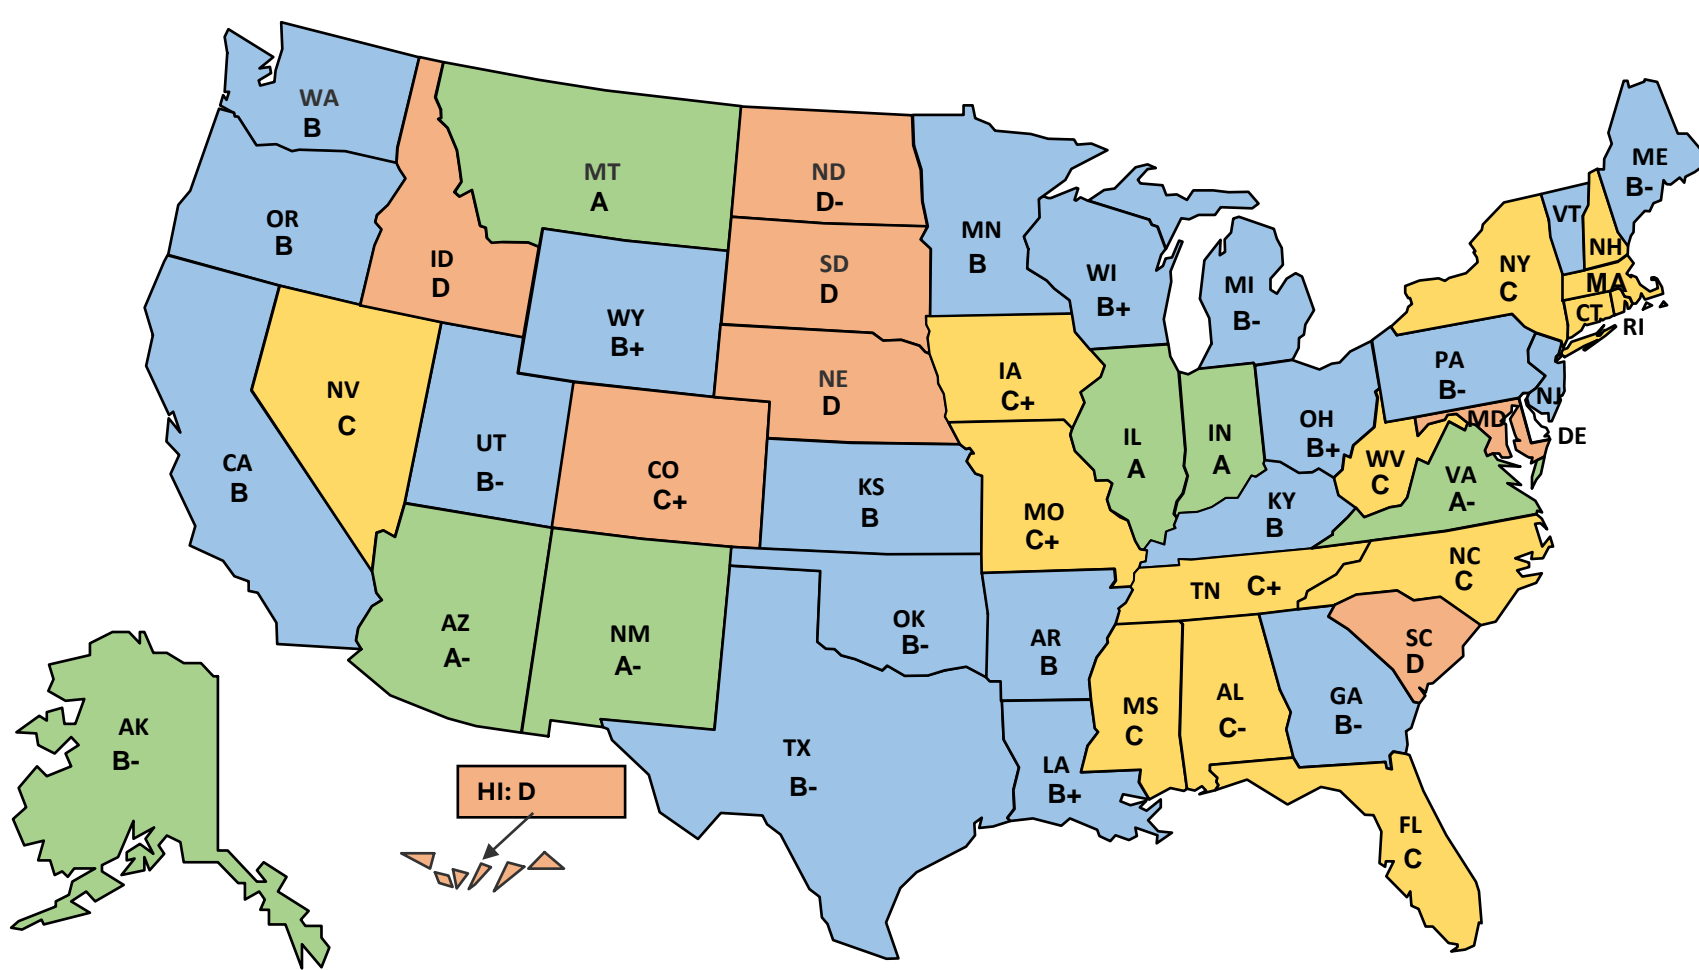 WA
B
OR
B
CA
B
ID
D
NV
C
MT
A
WY
B+
UT
B-
AZ
A-
CO
C+
NM
A-
ND
D-
SD
D
NE
D
KS
B
OK
B-
TX
B-
MN
B
IA
C+
MO
C+
AR
B
LA
B+
WI
B+
IL
A
MI
B-
IN
A
OH
B+
KY
B
TN C+
MS
C
AL
C-
GA
B-
FL
C
SC
D
NC
C
VA
A-
WV
C
PA
B-
NY
C
VT
NH
ME
B-
MA
CT
RI
NJ
MD
DE
AK
B-
HI: D